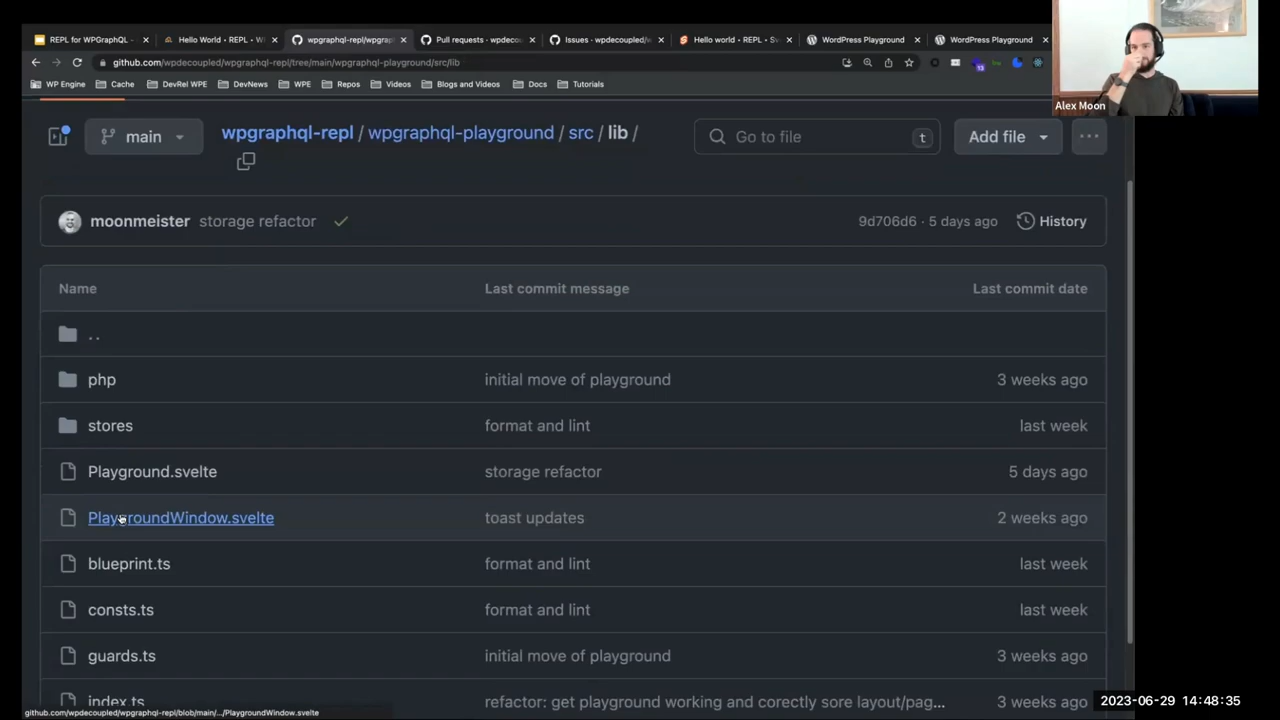 REPL for WPGraphQL -
Hello World • REPL • W
wpgraphql-repl/wpgrap
Pull requests · wpdecou
Issues · wpdecoupled/w
Hello world • REPL • Sv
WordPress Playground
WordPress Playground
github.com/wpdecoupled/wpgraphql-repl/tree/main/wpgraphql-playground/src/lib
WP Engine
Cache
DevRel WPE
DevNews
WPE
Repos
Videos
Blogs and Videos
Docs
Tutorials
Alex Moon
main
wpgraphql-repl / wpgraphql-playground / src / lib /
Go to file
t
Add file
moonmeister storage refactor
9d706d6 · 5 days ago
History
Name Last commit message Last commit date
..
php initial move of playground 3 weeks ago
stores format and lint last week
Playground.svelte storage refactor 5 days ago
PlaygroundWindow.svelte toast updates 2 weeks ago
blueprint.ts format and lint last week
consts.ts format and lint last week
guards.ts initial move of playground 3 weeks ago
index.ts refactor: get playground working and corectly sore layout/pag... 3 weeks ago
github.com/wpdecoupled/wpgraphql-repl/blob/main/.../PlaygroundWindow.svelte
2023-06-29 14:48:35